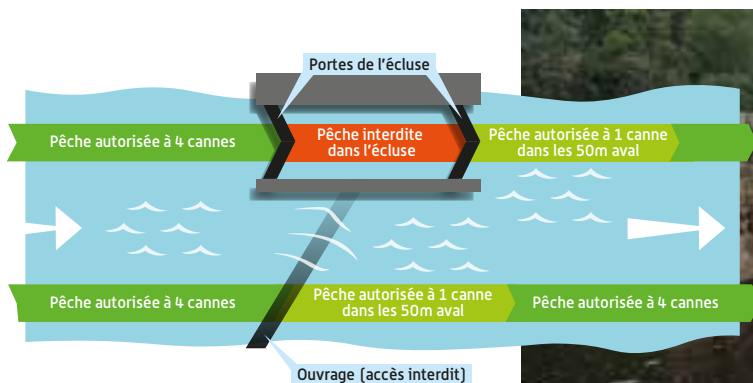 Portes de l'écluse
Pêche autorisée à 4 cannes
Pêche interdite
dans l'écluse
Pêche autorisée à 1 canne
dans les 50m aval
Pêche autorisée à 4 cannes
Pêche autorisée à 1 canne
dans les 50m aval
Pêche autorisée à 4 cannes
Ouvrage (accès interdit)